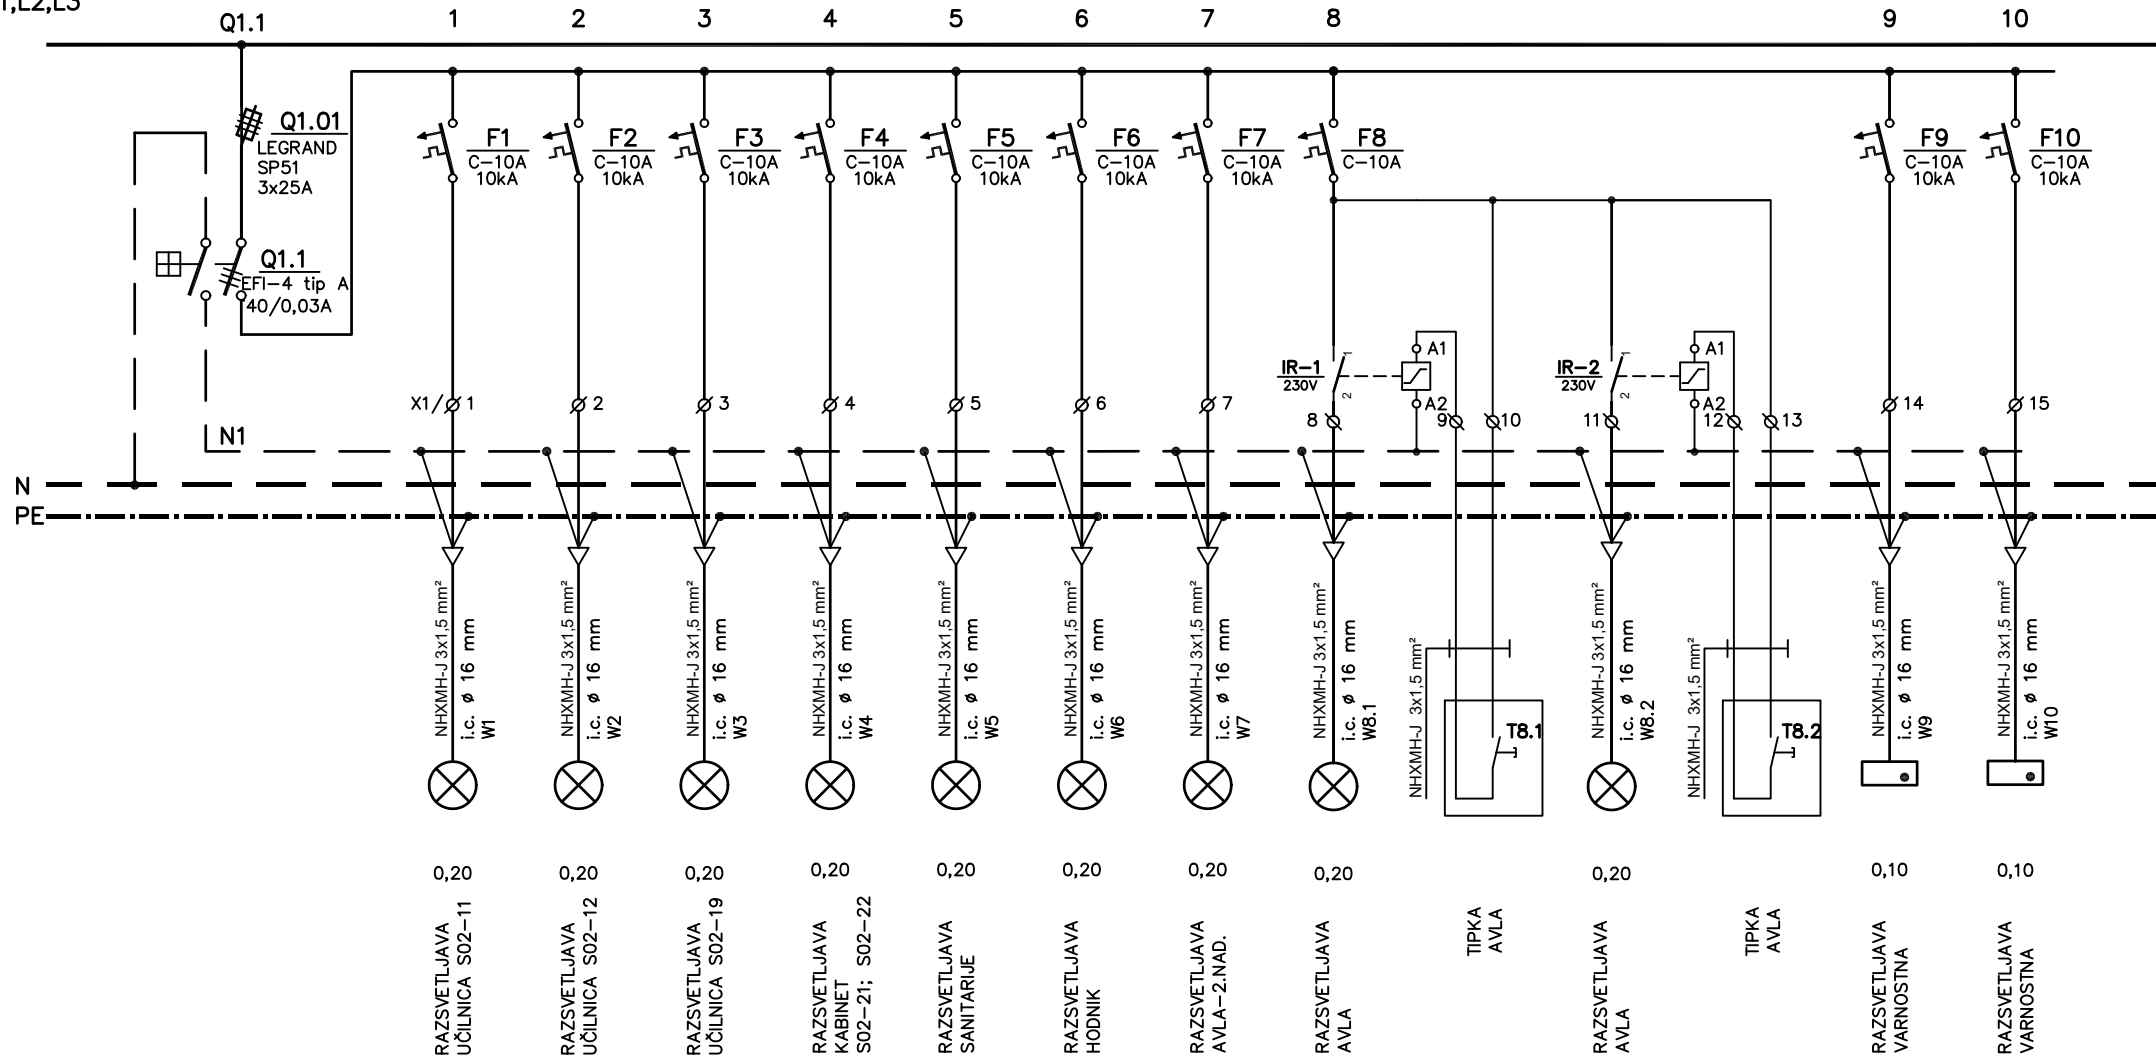 1,L2,L3
Q1.1 1 2 3 4 5 6 7 8 9 10
Q1.01
LEGRAND
SP51
3x25A
Q1.1
EFI-4 tip A
40/0,03A
F1
C-10A
10kA
F2
C-10A
10kA
F3
C-10A
10kA
F4
C-10A
10kA
F5
C-10A
10kA
F6
C-10A
10kA
F7
C-10A
10kA
F8
C-10A
F9
C-10A
10kA
F10
C-10A
10kA
IR-1
230V
1
2
A1
A2
IR-2
230V
1
2
A1
A2
X1/ 1 2 3 4 5 6 7 8 9 10 11 12 13 14 15
N1
N
PE
NHXMH-J 3x1,5 mm²
i.c. ø 16 mm
W1
NHXMH-J 3x1,5 mm²
i.c. ø 16 mm
W2
NHXMH-J 3x1,5 mm²
i.c. ø 16 mm
W3
NHXMH-J 3x1,5 mm²
i.c. ø 16 mm
W4
NHXMH-J 3x1,5 mm²
i.c. ø 16 mm
W5
NHXMH-J 3x1,5 mm²
i.c. ø 16 mm
W6
NHXMH-J 3x1,5 mm²
i.c. ø 16 mm
W7
NHXMH-J 3x1,5 mm²
i.c. ø 16 mm
W8.1
NHXMH-J 3x1,5 mm²
T8.1
NHXMH-J 3x1,5 mm²
i.c. ø 16 mm
W8.2
NHXMH-J 3x1,5 mm²
T8.2
NHXMH-J 3x1,5 mm²
i.c. ø 16 mm
W9
NHXMH-J 3x1,5 mm²
i.c. ø 16 mm
W10
0,20 0,20 0,20 0,20 0,20 0,20 0,20 0,20 0,20 0,10 0,10
RAZSVETLJAVA
UČILNICA S02-11
RAZSVETLJAVA
UČILNICA S02-12
RAZSVETLJAVA
UČILNICA S02-19
RAZSVETLJAVA
KABINET
S02-21; S02-22
RAZSVETLJAVA
SANITARIJE
RAZSVETLJAVA
HODNIK
RAZSVETLJAVA
AVLA-2.NAD.
RAZSVETLJAVA
AVLA
TIPKA
AVLA
RAZSVETLJAVA
AVLA
TIPKA
AVLA
RAZSVETLJAVA
VARNOSTNA
RAZSVETLJAVA
VARNOSTNA